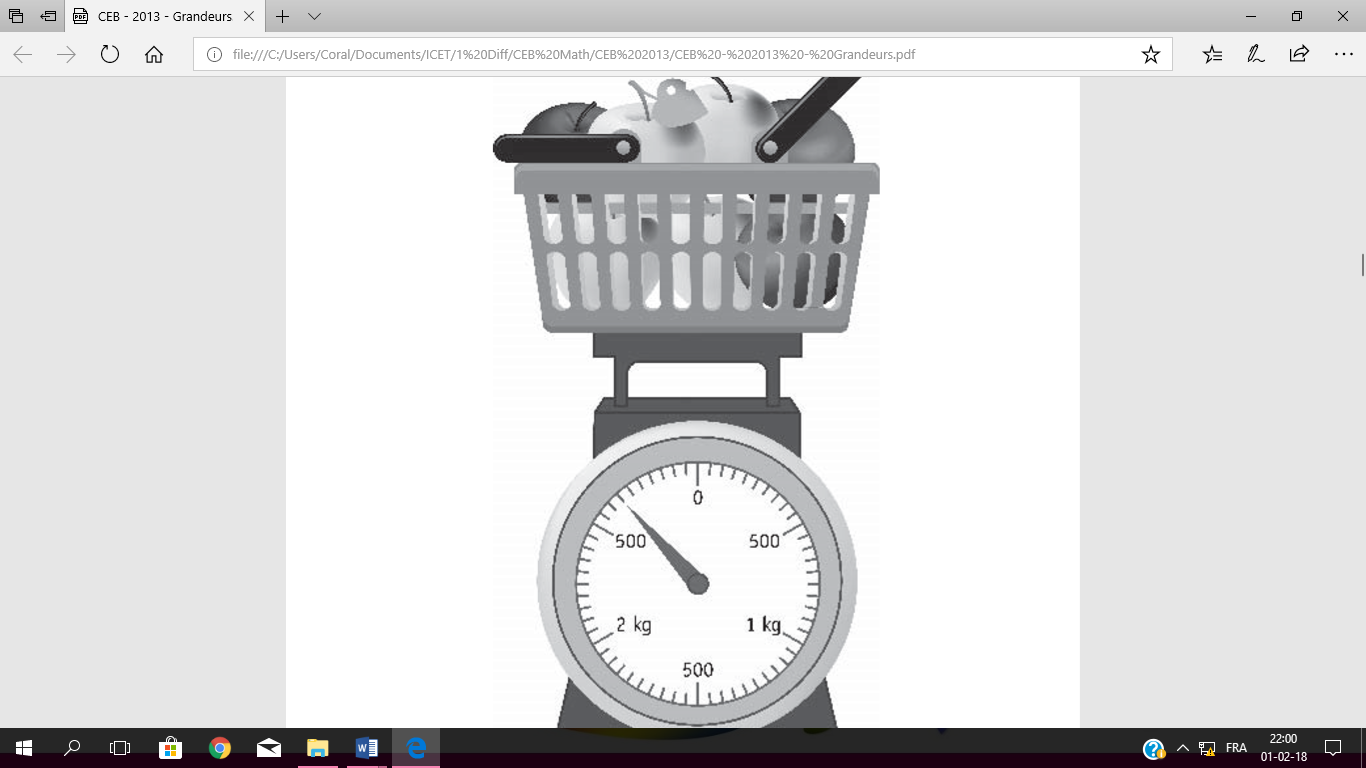 CEB - 2013 - Grandeurs.
file:///C:/Users/Coral/Documents/ICET/1%20Diff/CEB%20Math/CEB%202013/CEB%20-%202013%20-%20Grandeurs.pdf
0
500 500
2 kg 1 kg
500
FRA
22:00
01-02-18